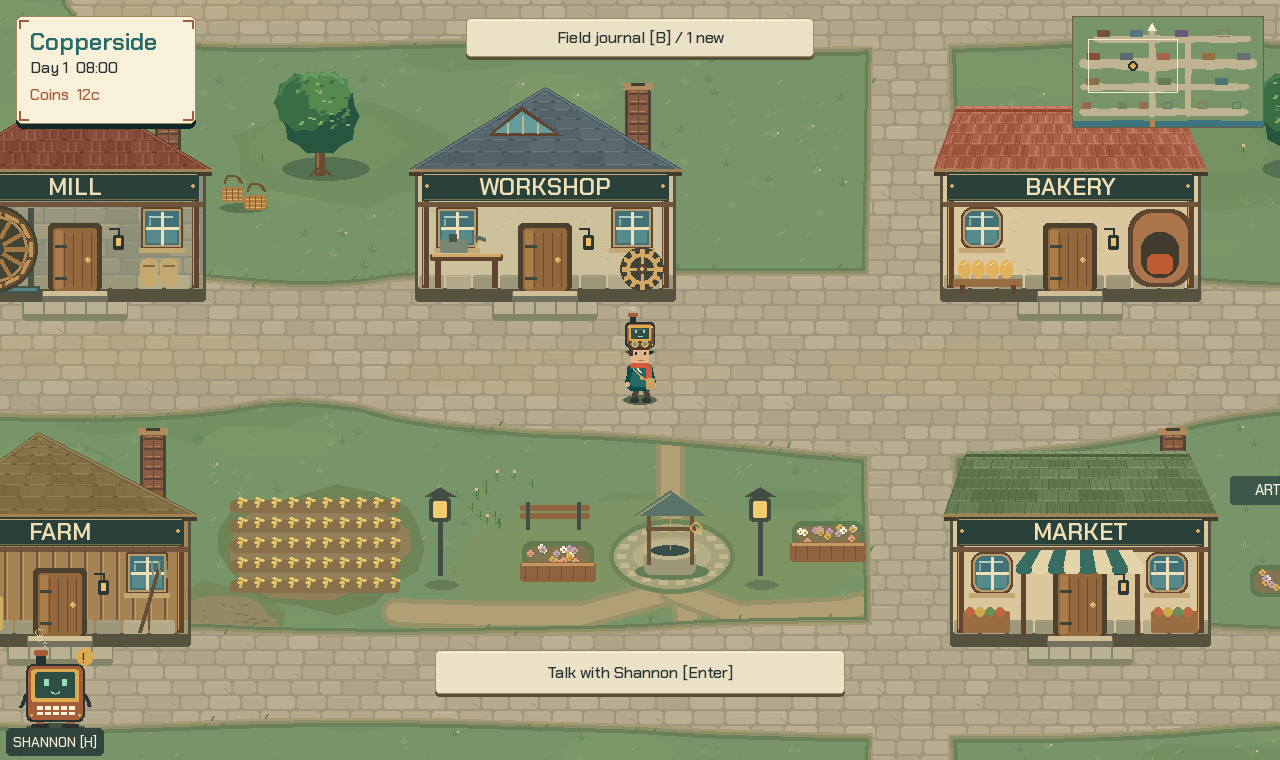 Copperside
Day 1 08:00
Coins 12c
Field journal [B] / 1 new
MILL
WORKSHOP
BAKERY
FARM
MARKET
ART
!
Talk with Shannon [Enter]
SHANNON [H]